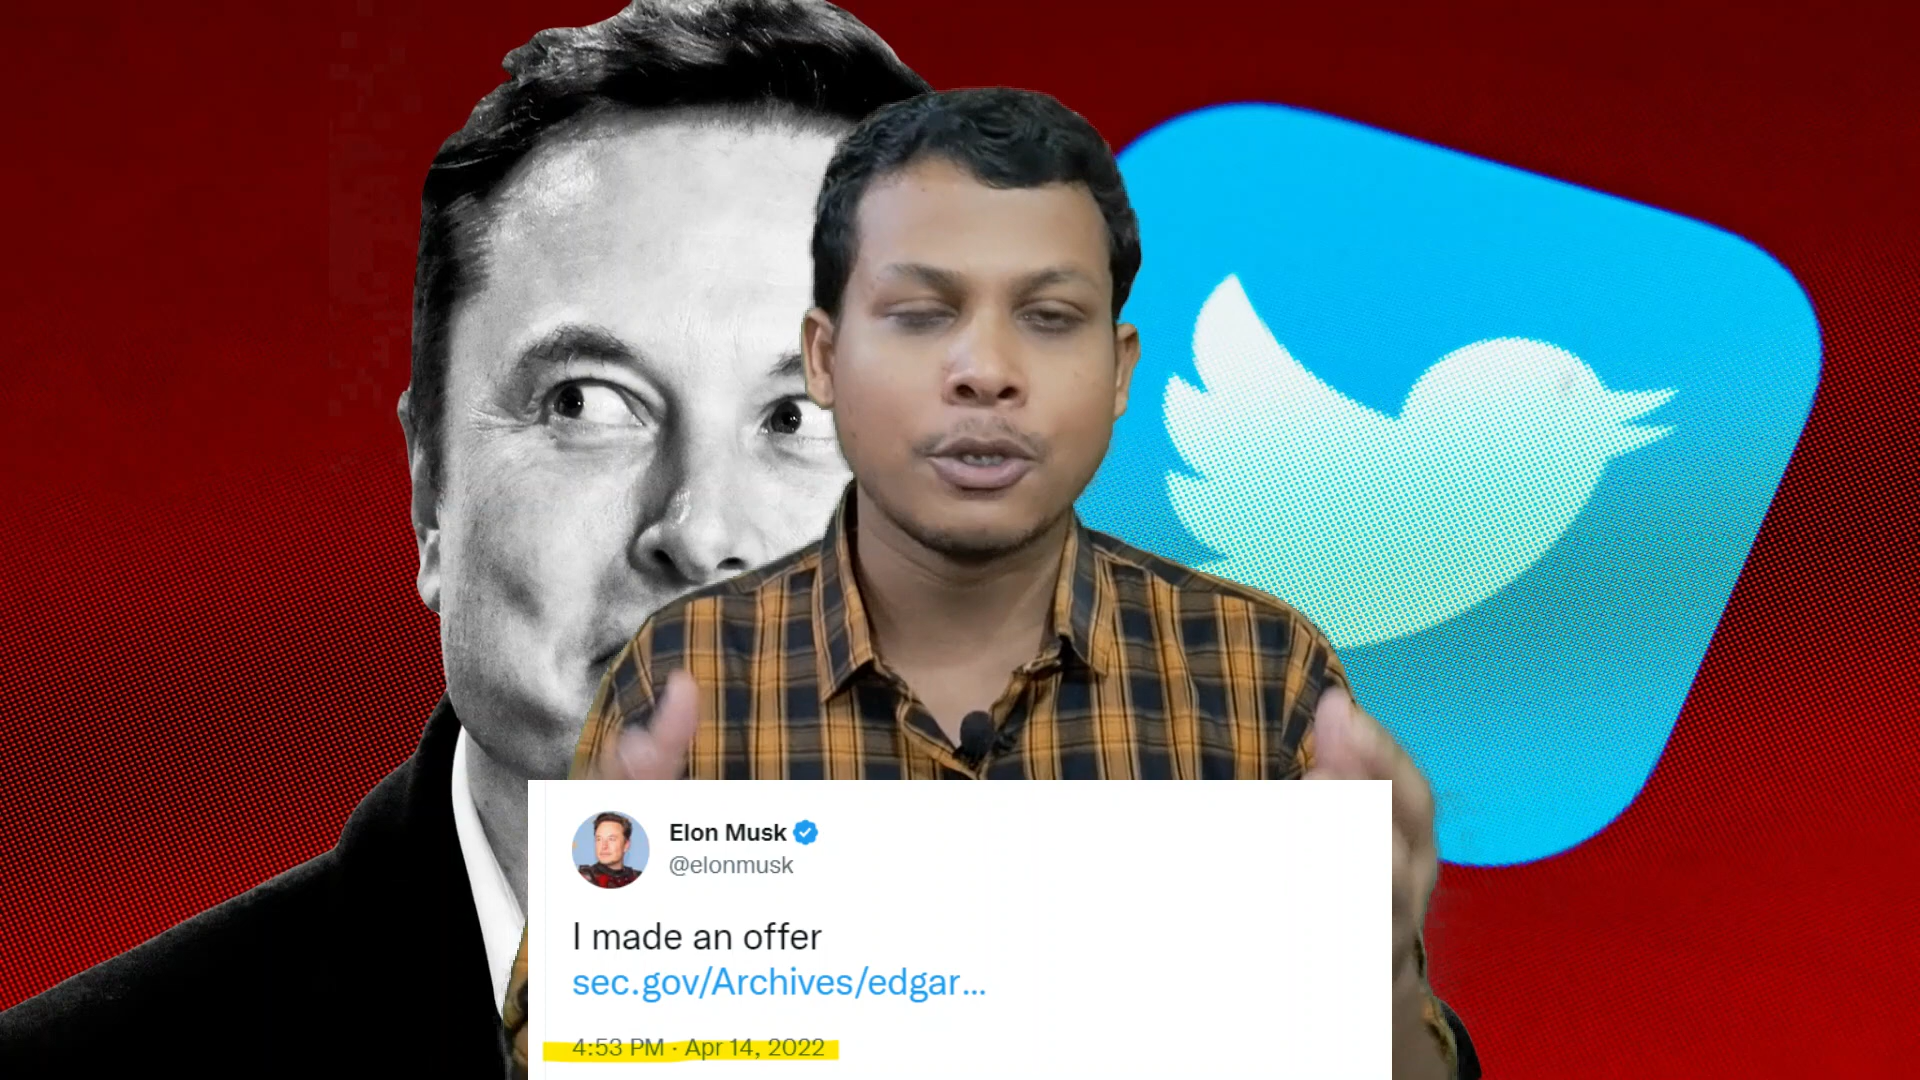 Elon Musk
@elonmusk
I made an offer
sec.gov/Archives/edgar...
4:53 PM · Apr 14, 2022